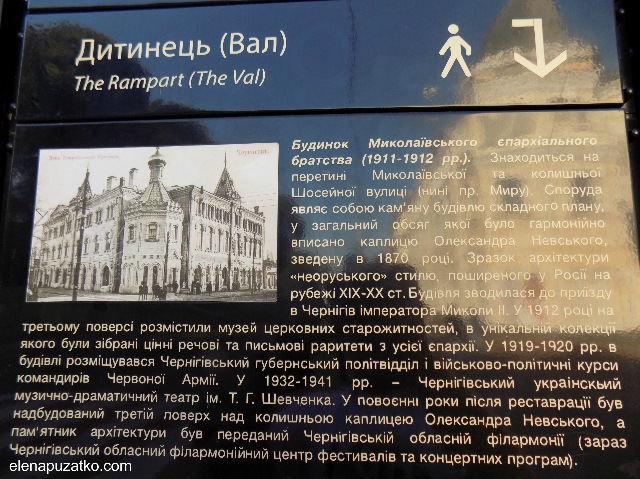 Дитинець (Вал)
The Rampart (The Val)
Чернигов.
Будинок Миколаївського єпархіального
братства (1911-1912 рр.). Знаходиться на
перетині Миколаївської та колишньої
Шосейної вулиці (нині пр. Миру). Споруда
являє собою кам'яну будівлю складного плану,
у загальний обсяг якої було гармонійно
вписано каплицю Олександра Невського,
зведену в 1870 році. Зразок архітектури
«неоруського» стилю, поширеного у Росії на
рубежі XIX-XX ст. Будівля зводилася до приїзду
в Чернігів імператора Миколи II. У 1912 році на
третьому поверсі розмістили музей церковних старожитностей, в унікальній колекції
якого були зібрані цінні речові та письмові раритети з усієї єпархії. У 1919-1920 рр. в
будівлі розміщувався Чернігівський губернський політвідділ і військово-політичні курси
командирів Червоної Армії. У 1932-1941 рр. – Чернігівський українскьий
музично-драматичний театр ім. Т. Г. Шевченка. У повоєнні роки після реставрації був
надбудований третій поверх над колишньою каплицею Олександра Невського, а
пам'ятник архітектури був переданий Чернігівській обласній філармонії (зараз
Чернігівський обласний філармонійний центр фестивалів та концертних програм).
elenapuzatko.com